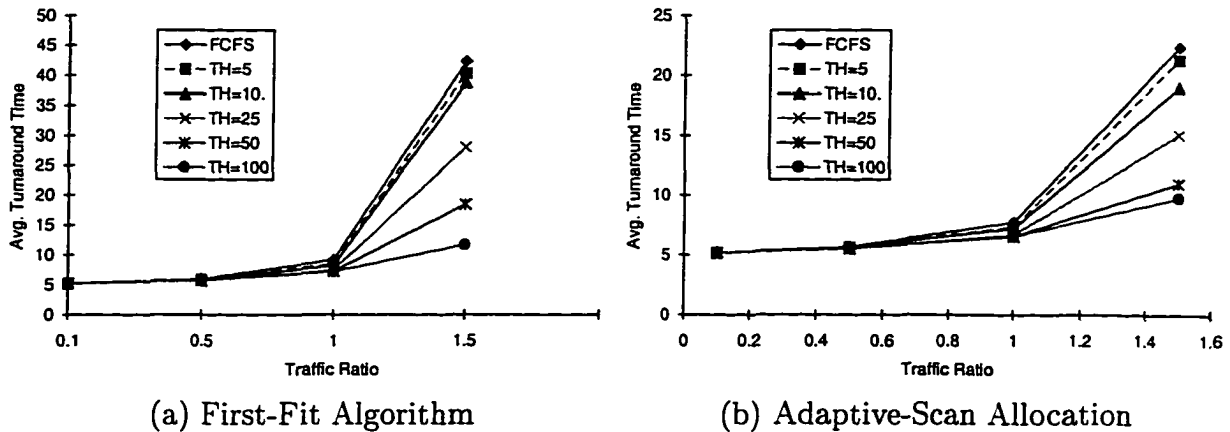 50
45
40
35
30
25
20
15
10
5
0
Avg. Turnaround Time
FCFS
TH=5
TH=10.
TH=25
TH=50
TH=100
0.1
0.5
1
1.5
Traffic Ratio
(a) First-Fit Algorithm
25
20
15
10
5
0
Avg. Turnaround Time
FCFS
TH=5
TH=10.
TH=25
TH=50
TH=100
0
0.2
0.4
0.6
0.8
1
1.2
1.4
1.6
Traffic Ratio
(b) Adaptive-Scan Allocation